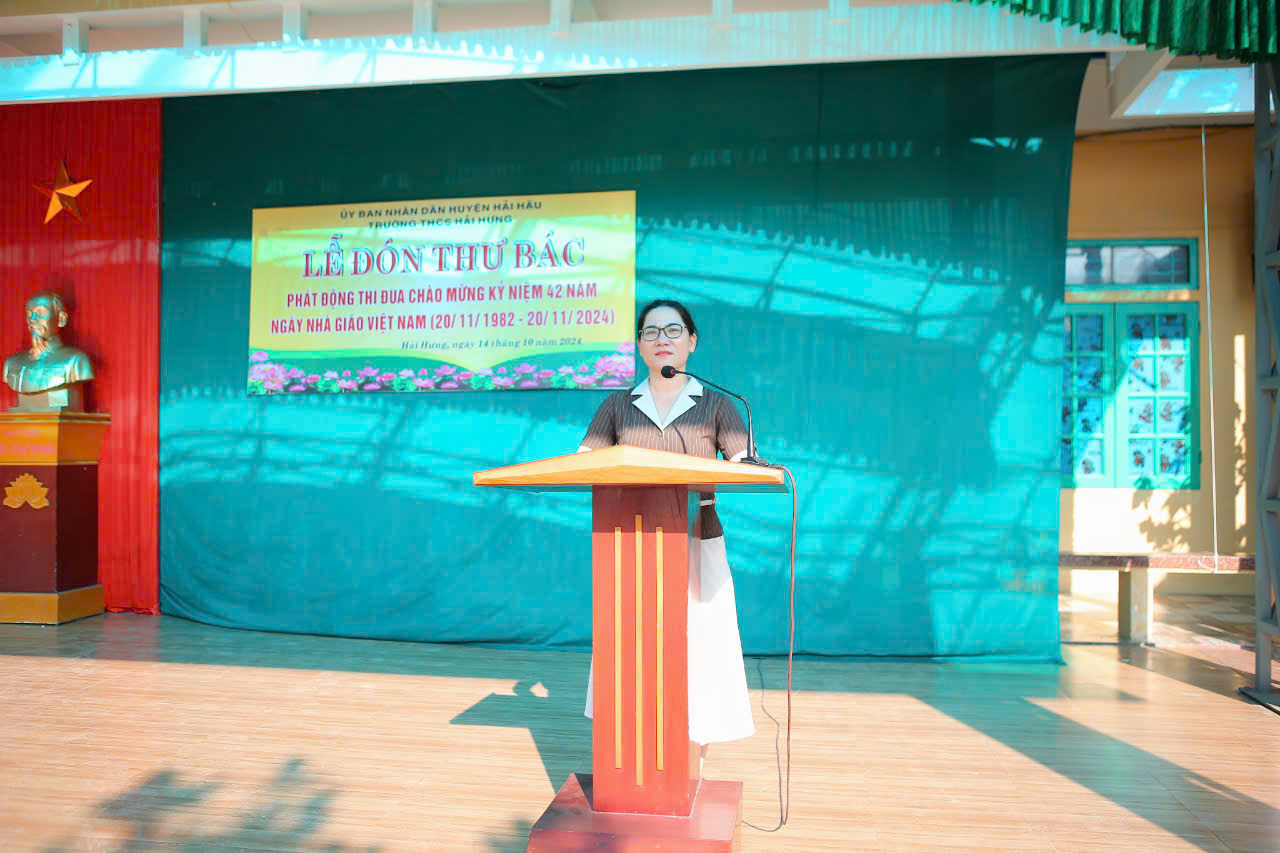 ỦY BAN NHÂN DÂN HUYỆN HẢI HẬU
TRƯỜNG THCS HẢI HƯNG
LỄ ĐÓN THƯ BÁC
PHÁT ĐỘNG THI ĐUA CHÀO MỪNG KỶ NIỆM 42 NĂM
NGÀY NHÀ GIÁO VIỆT NAM (20/11/1982 - 20/11/2024)
Hải Hưng, ngày 14 tháng 10 năm 2024